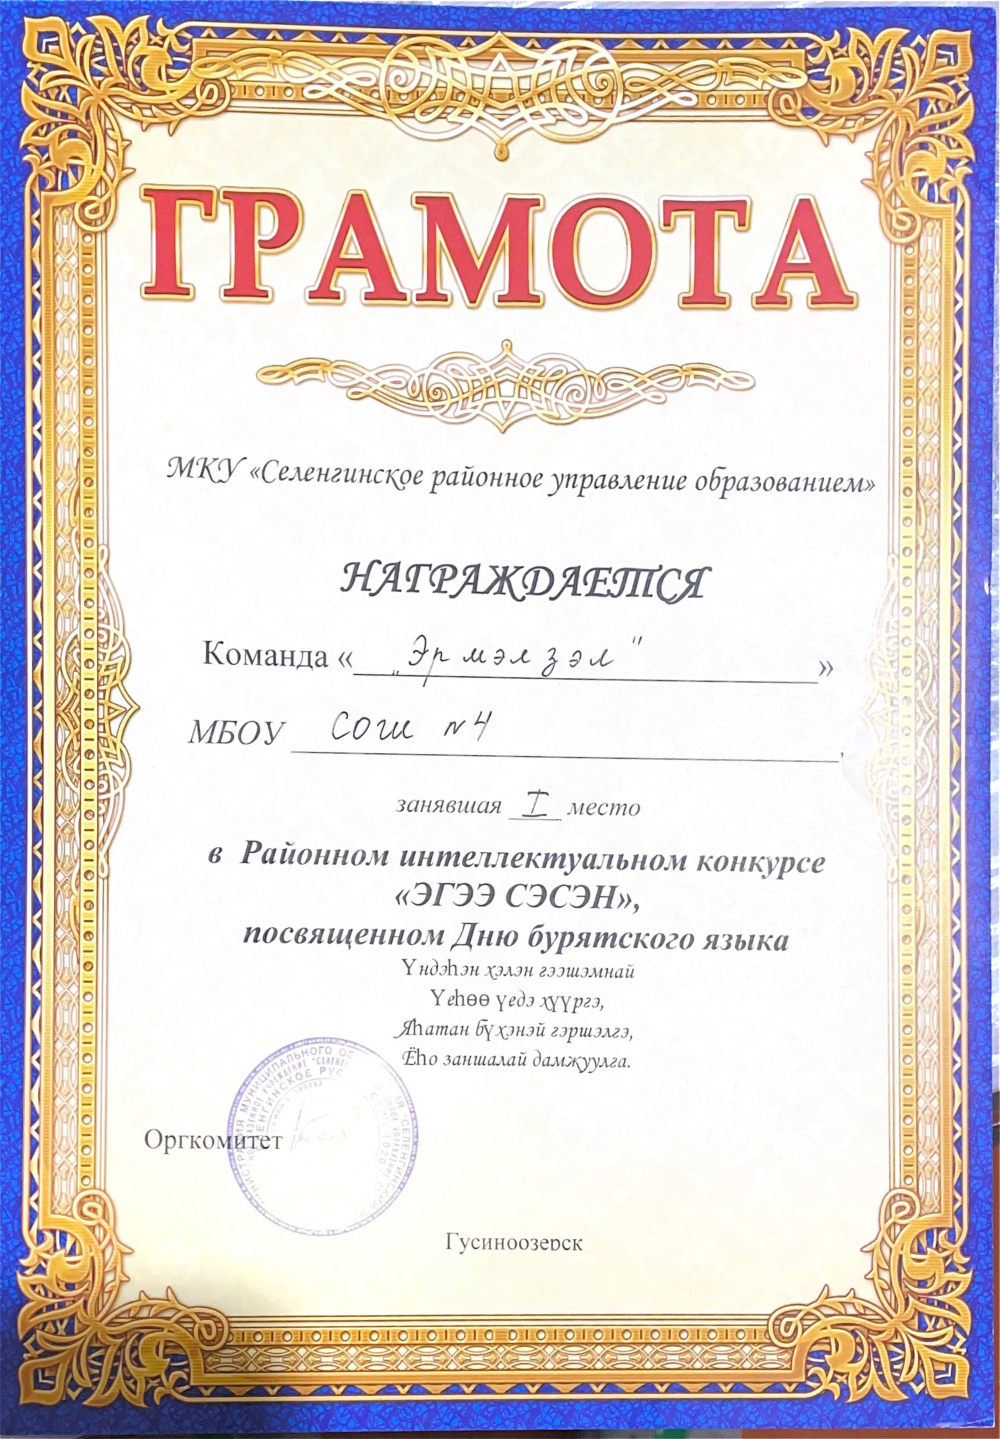 ГРАМОТА
МКУ «Селенгинское районное управление образованием»
НАГРАЖДАЕТСЯ
Команда « „Эрмэлзэл" »
МБОУ СОШ №4,
занявшая I место
в Районном интеллектуальном конкурсе
«ЭГЭЭ СЭСЭН»,
посвященном Дню бурятского языка
Үндэһэн хэлэн гээшэмнай
Үеһөө үедэ хүүргэ,
Яһатан бүхэнэй гэршэлгэ,
Ёһо заншалай дамжуулга.
Оргкомитет
Гусиноозерск